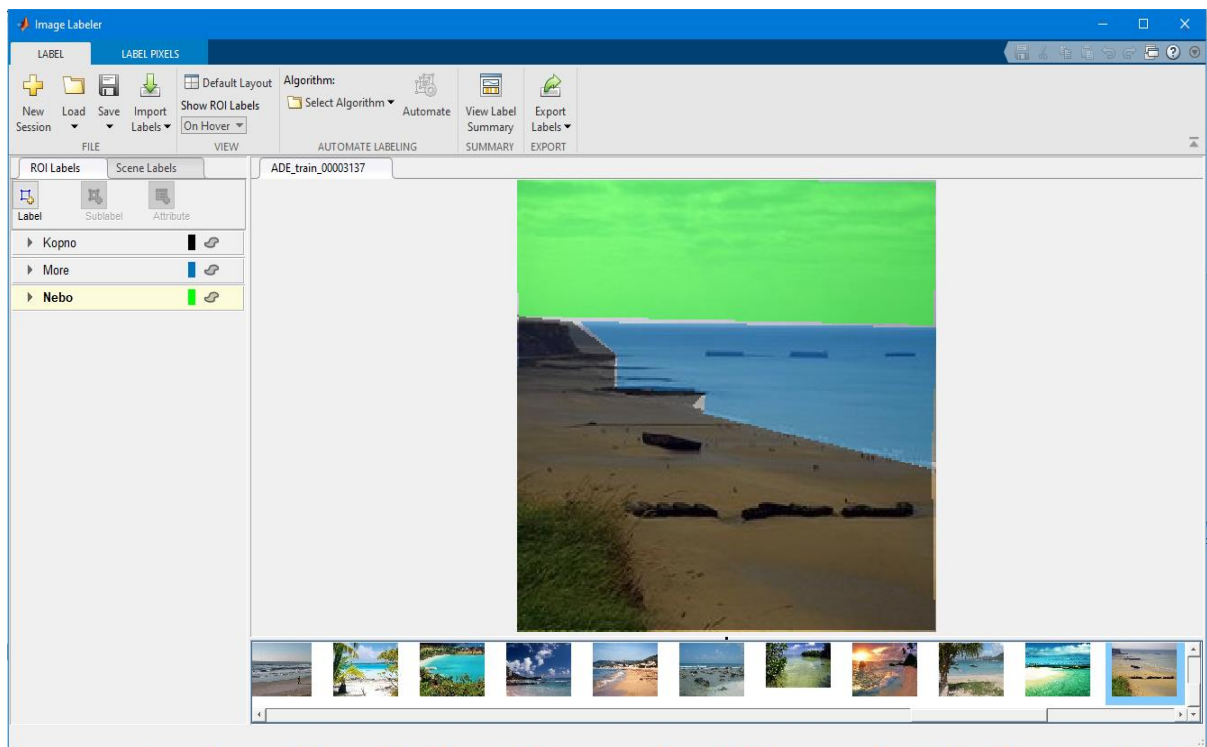 Image Labeler
LABEL
LABEL PIXELS
New Session
Load
Save
Import Labels
FILE
Default Layout
Show ROI Labels
On Hover
VIEW
Algorithm:
Select Algorithm
Automate
AUTOMATE LABELING
View Label Summary
SUMMARY
Export Labels
EXPORT
ROI Labels
Scene Labels
ADE_train_00003137
Label
Sublabel
Attribute
Kopno
More
Nebo